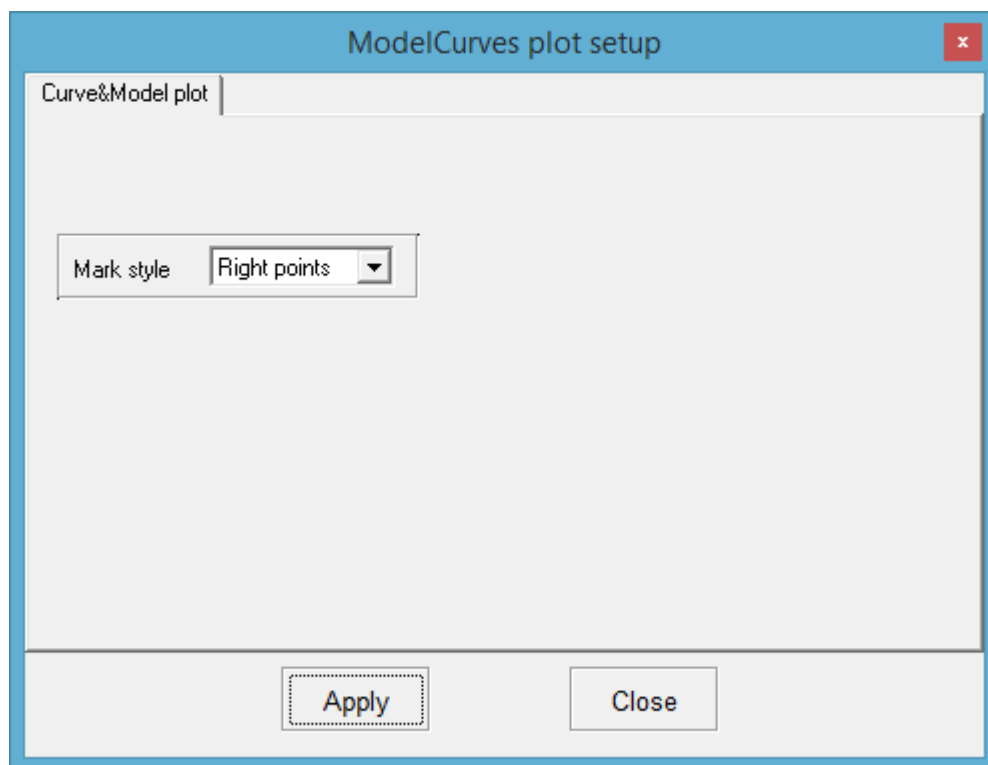 ModelCurves plot setup
x
Curve&Model plot
Mark style Right points
Apply Close